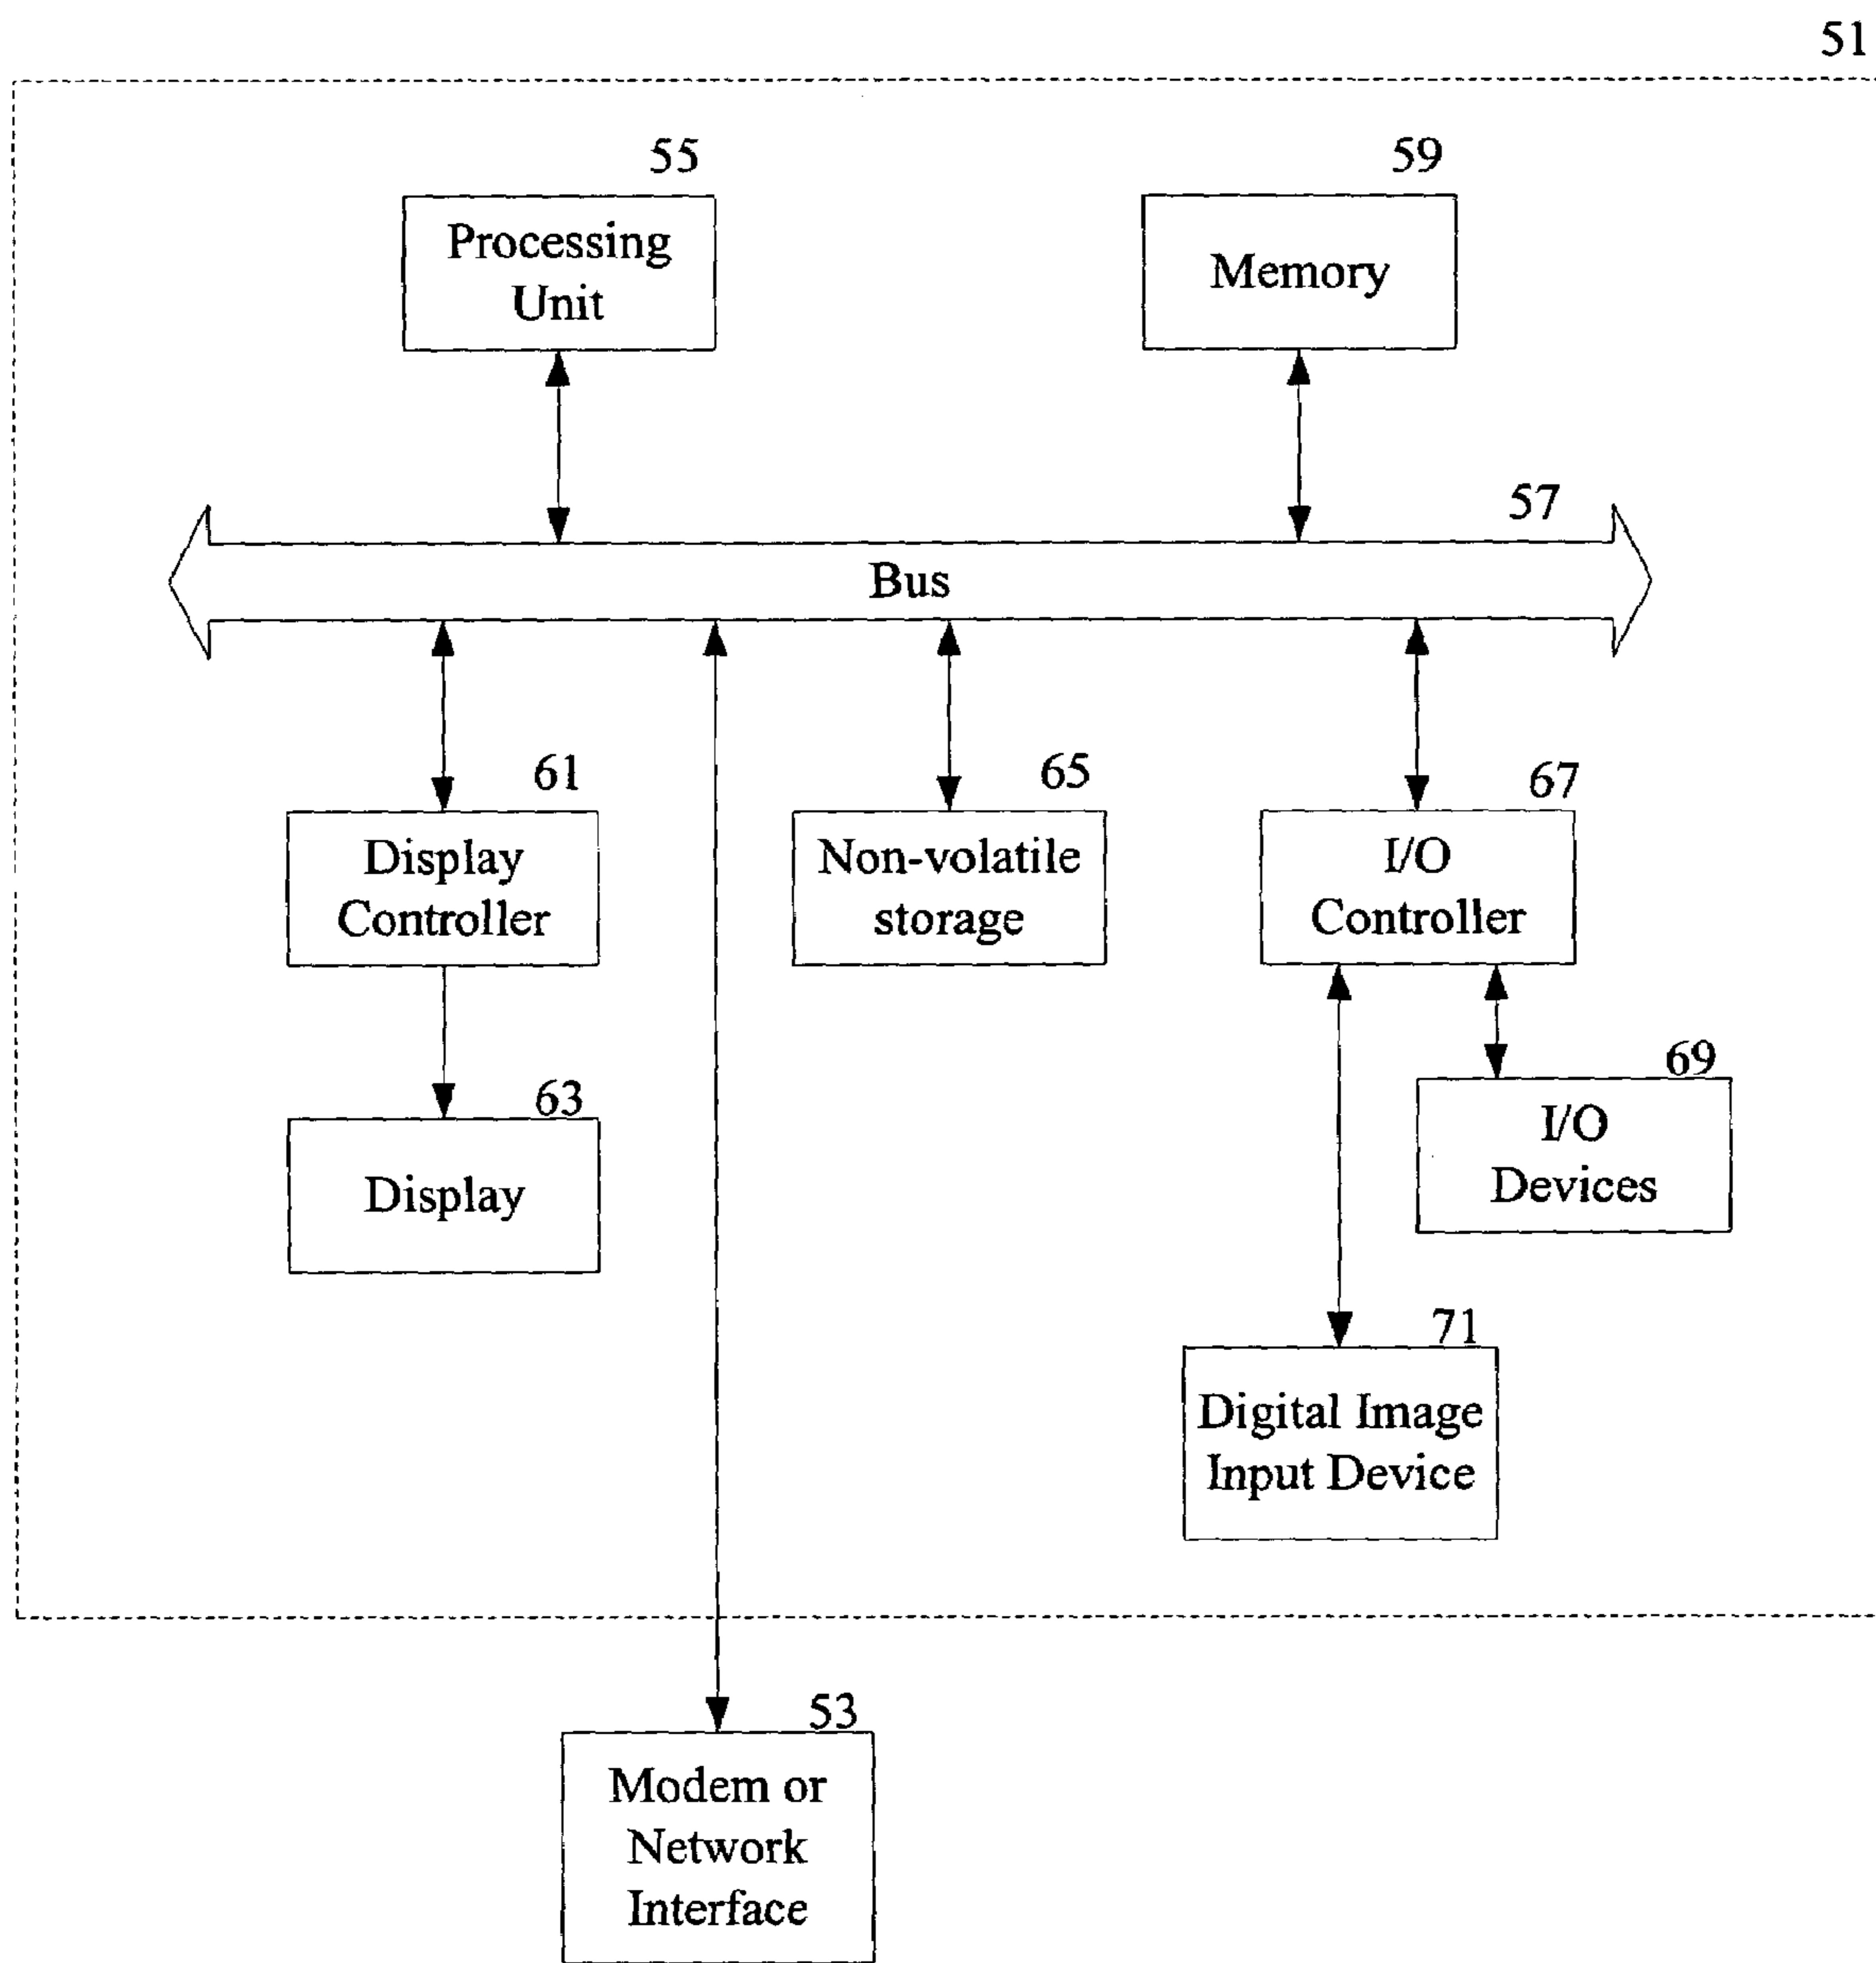 51
55
59
Processing
Unit
Memory
57
Bus
61
65
67
Display
Controller
Non-volatile
storage
I/O
Controller
63
69
Display
I/O
Devices
71
Digital Image
Input Device
53
Modem or
Network
Interface